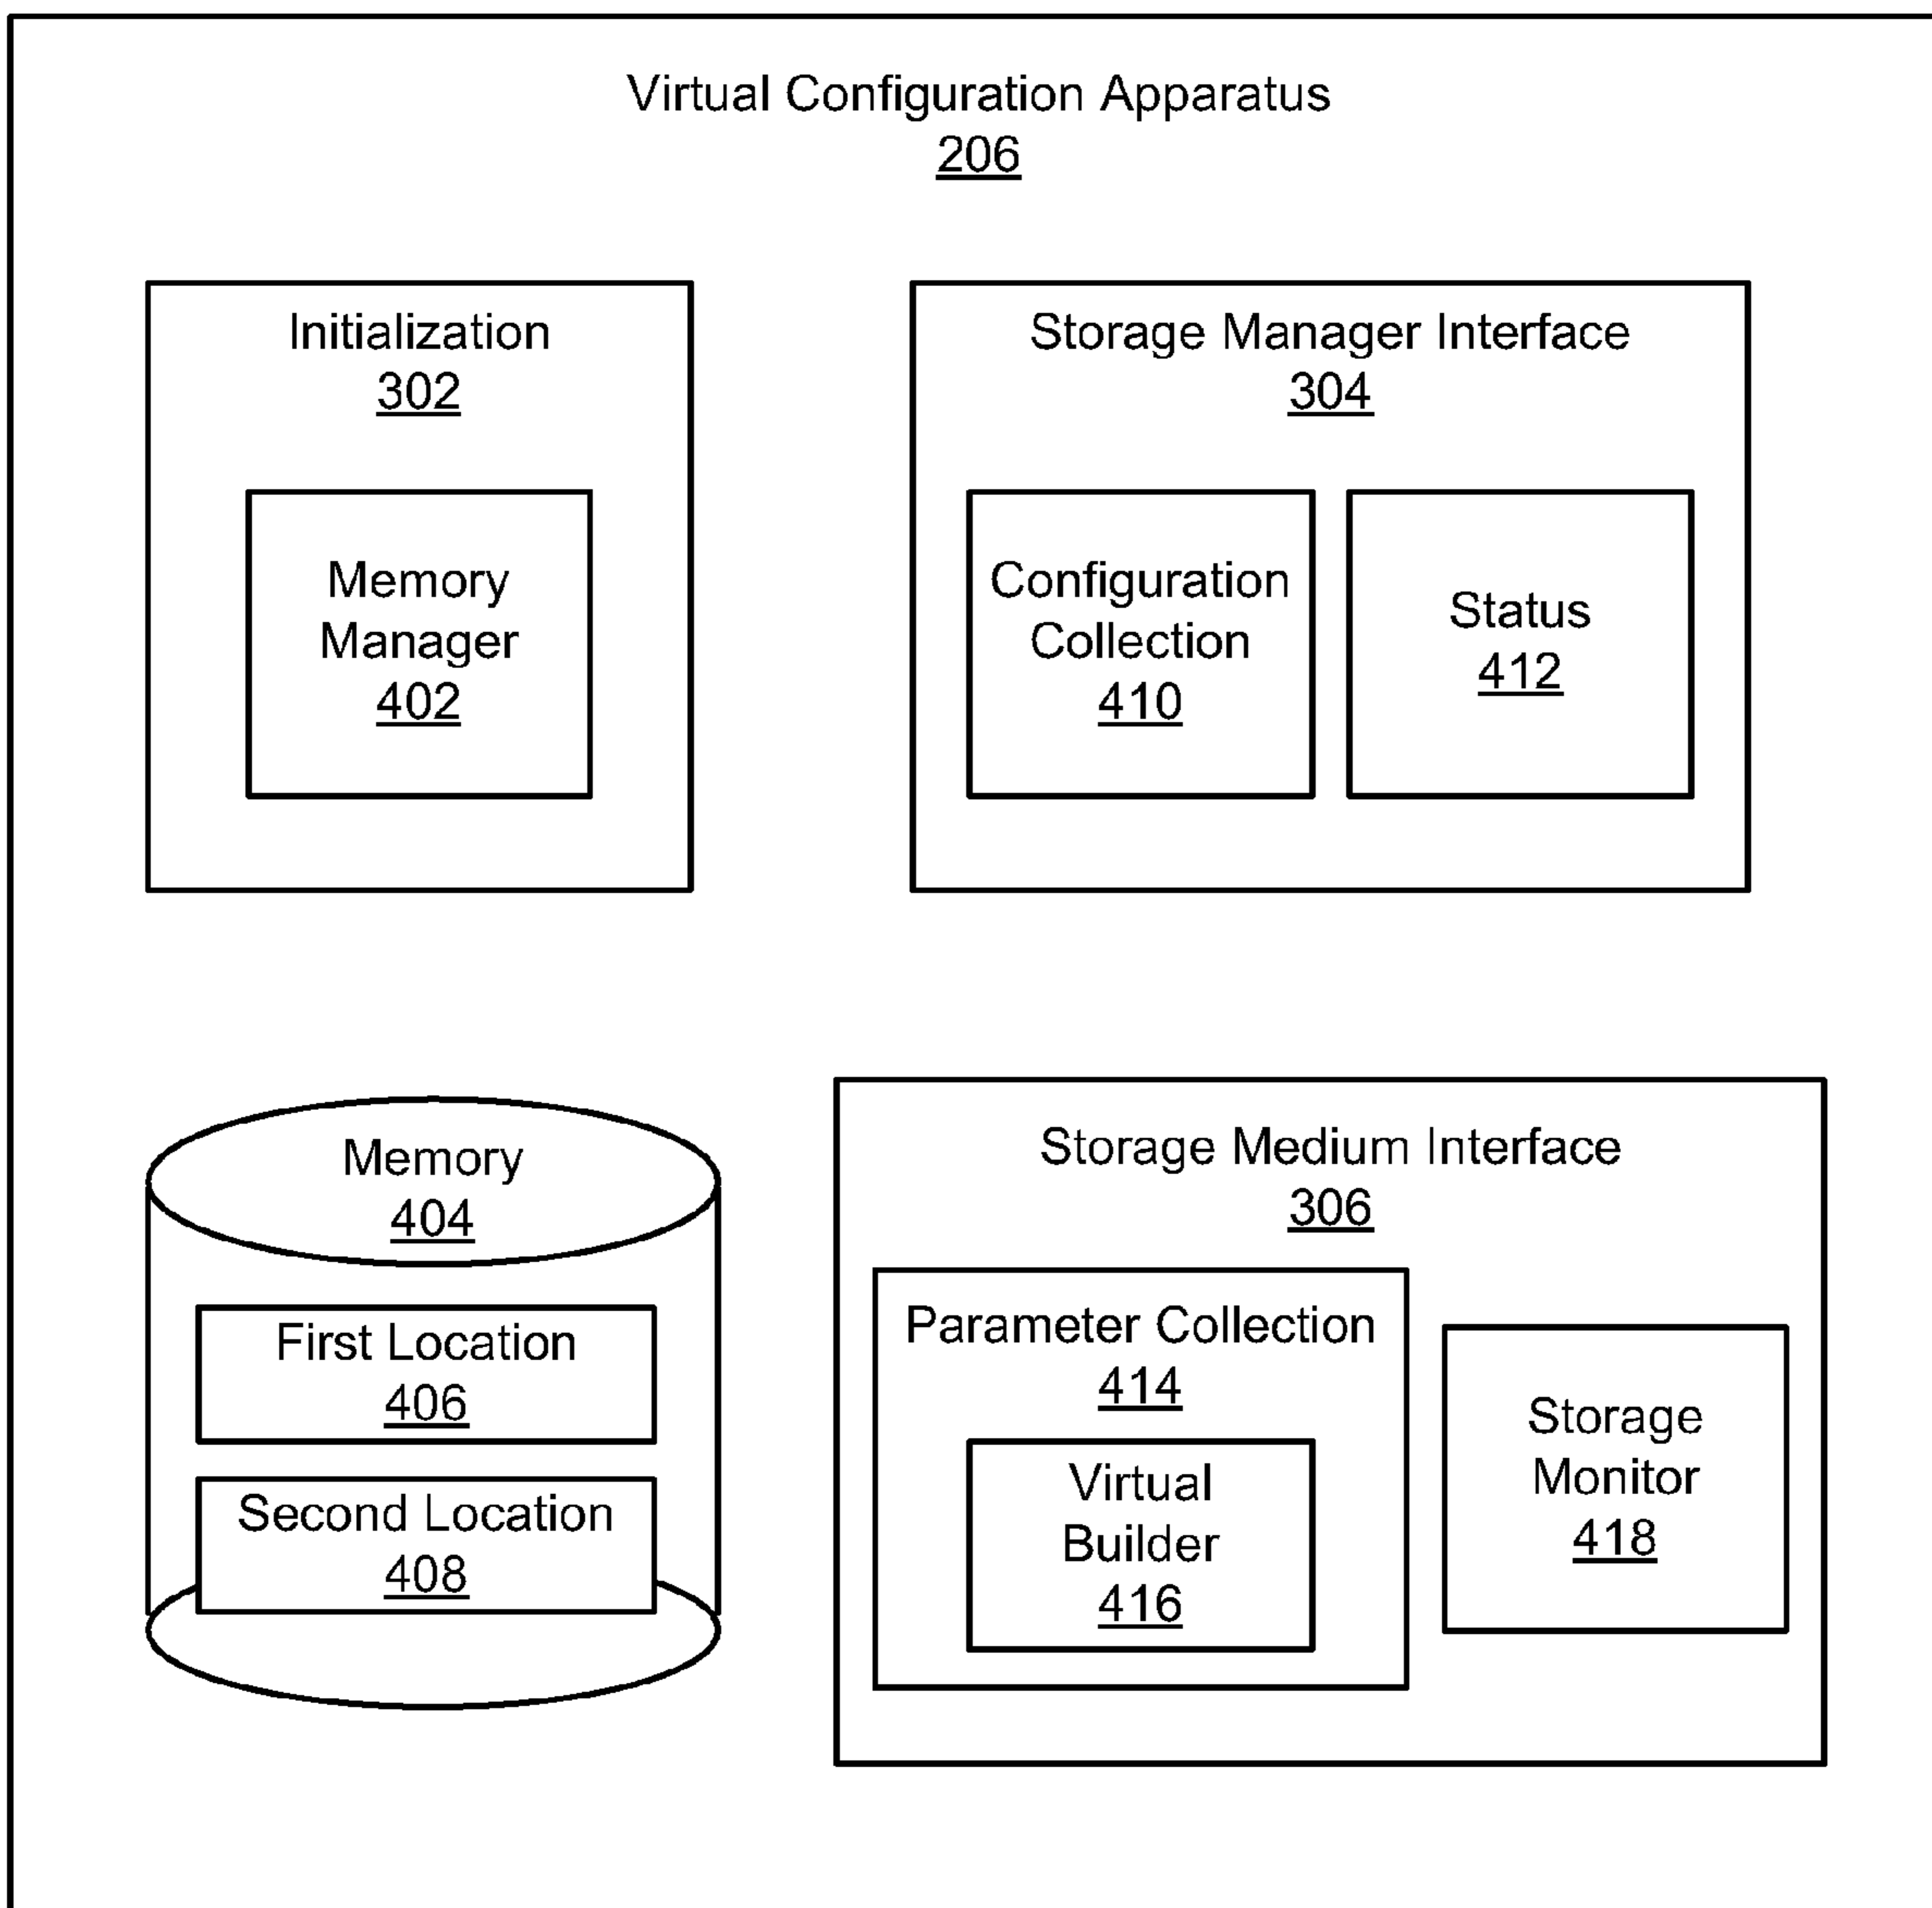 Virtual Configuration Apparatus
206
Initialization
302
Memory
Manager
402
Storage Manager Interface
304
Configuration
Collection
410
Status
412
Memory
404
First Location
406
Second Location
408
Storage Medium Interface
306
Parameter Collection
414
Virtual
Builder
416
Storage
Monitor
418